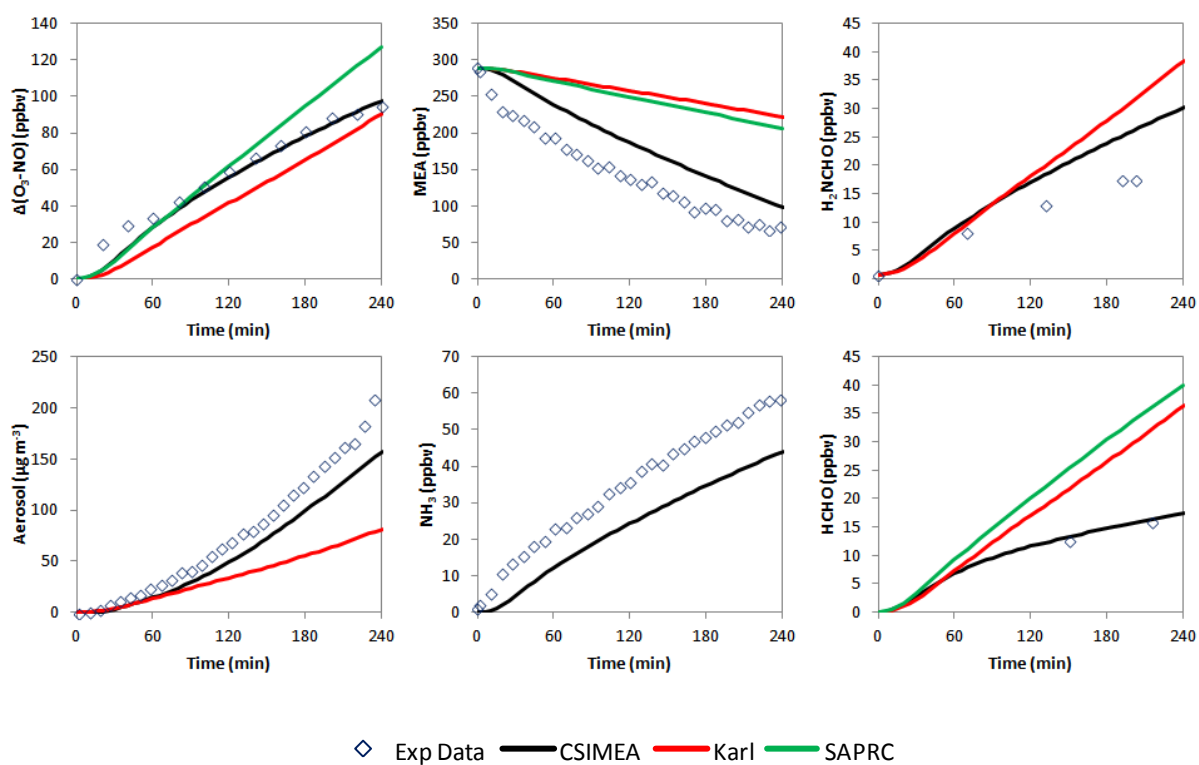 Δ(O₃-NO) (ppbv)
140
120
100
80
60
40
20
0
0 60 120 180 240
Time (min)
MEA (ppbv)
350
300
250
200
150
100
50
0
0 60 120 180 240
Time (min)
H₂NCHO (ppbv)
45
40
35
30
25
20
15
10
5
0
0 60 120 180 240
Time (min)
Aerosol (µg m⁻³)
250
200
150
100
50
0
0 60 120 180 240
Time (min)
NH₃ (ppbv)
70
60
50
40
30
20
10
0
0 60 120 180 240
Time (min)
HCHO (ppbv)
45
40
35
30
25
20
15
10
5
0
0 60 120 180 240
Time (min)
Exp Data CSIMEA Karl SAPRC